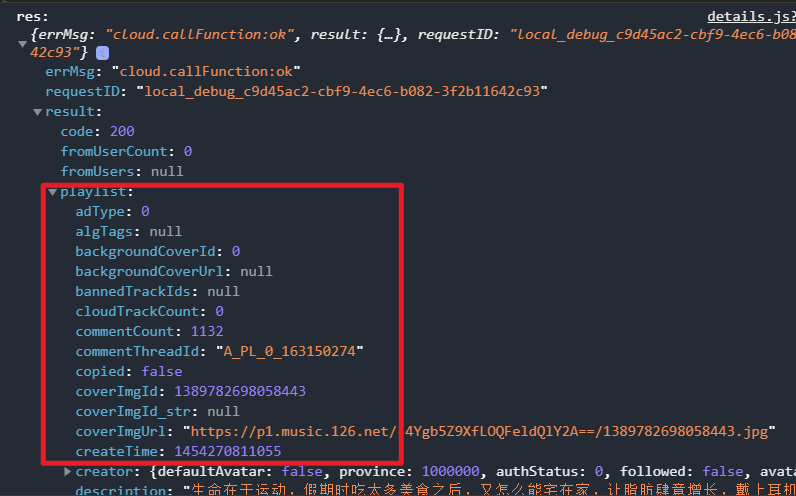 res:
details.js?
{errMsg: "cloud.callFunction:ok", result: {…}, requestID: "local_debug_c9d45ac2-cbf9-4ec6-b08
42c93"} i
errMsg: "cloud.callFunction:ok"
requestID: "local_debug_c9d45ac2-cbf9-4ec6-b082-3f2b11642c93"
result:
code: 200
fromUserCount: 0
fromUsers: null
playlist:
adType: 0
algTags: null
backgroundCoverId: 0
backgroundCoverUrl: null
bannedTrackIds: null
cloudTrackCount: 0
commentCount: 1132
commentThreadId: "A_PL_0_163150274"
copied: false
coverImgId: 1389782698058443
coverImgId_str: null
coverImgUrl: "https://p1.music.126.net/ 4Ygb5Z9XfLOQFeldQlY2A==/1389782698058443.jpg"
createTime: 1454270811055
creator: {defaultAvatar: false, province: 1000000, authStatus: 0, followed: false, avata
description: "生命在于运动，假期时吃太多美食之后，又怎么能宅在家，让脂肪肆意增长，戴上耳机